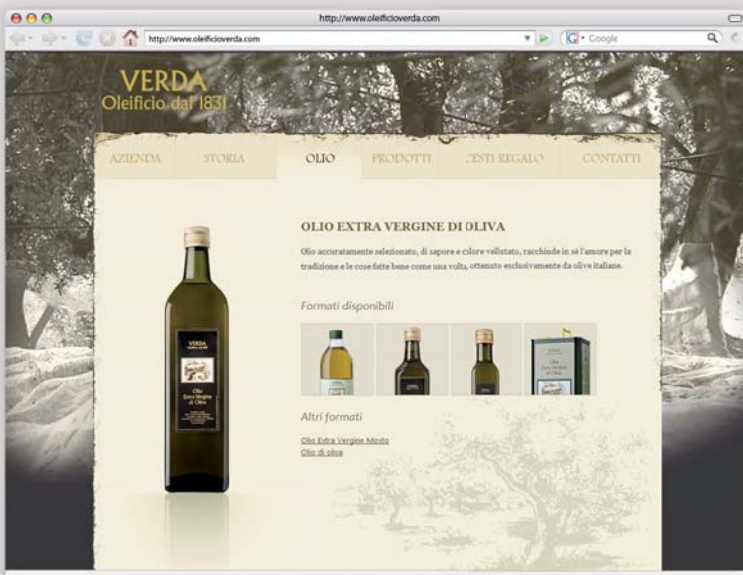 http://www.oleificioverda.com
http://www.oleificioverda.com
Google
VERDA
Oleificio dal 1831
AZIENDA STORIA OLIO PRODOTTI CESTI REGALO CONTATTI
OLIO EXTRA VERGINE DI OLIVA
Olio accuratamente selezionato, di sapore e colore vellutato, racchiude in sè l'amore per la
tradizione e le cose fatte bene come una volta, ottenuto esclusivamente da olive italiane.
Formati disponibili
VERDA
Olio
Extra Vergine
di Oliva
Altri formati
Olio Extra Vergine Mosto
Olio di oliva